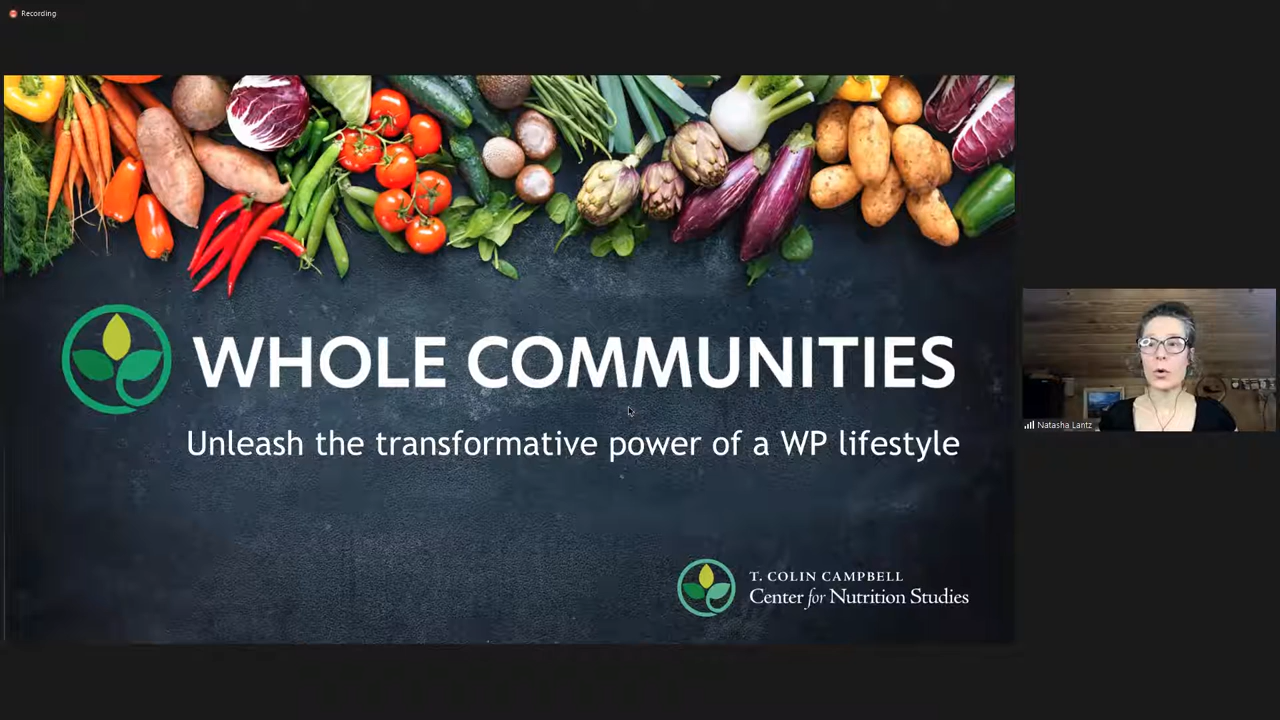 Recording
WHOLE COMMUNITIES
Unleash the transformative power of a WP lifestyle
T. COLIN CAMPBELL
Center for Nutrition Studies
Natasha Lantz